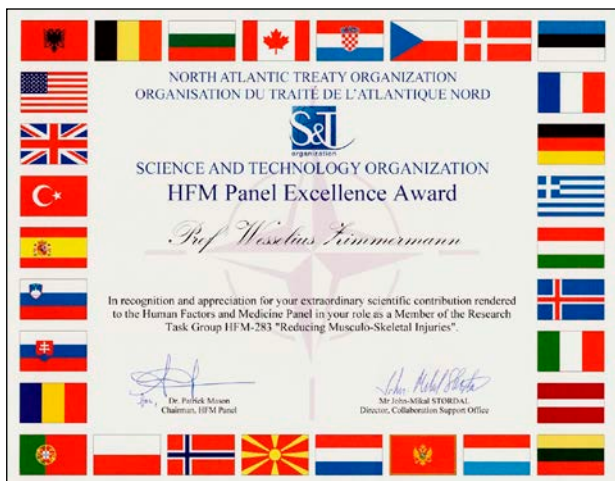 NORTH ATLANTIC TREATY ORGANIZATION
ORGANISATION DU TRAITÉ DE L'ATLANTIQUE NORD
S&T
organization
SCIENCE AND TECHNOLOGY ORGANIZATION
HFM Panel Excellence Award
Prof Wesselius Zimmermann
In recognition and appreciation for your extraordinary scientific contribution rendered
to the Human Factors and Medicine Panel in your role as a Member of the Research
Task Group HFM-283 "Reducing Musculo-Skeletal Injuries".
Dr. Patrick Mason
Chairman, HFM Panel
Mr John-Mikal STORDAL
Director, Collaboration Support Office